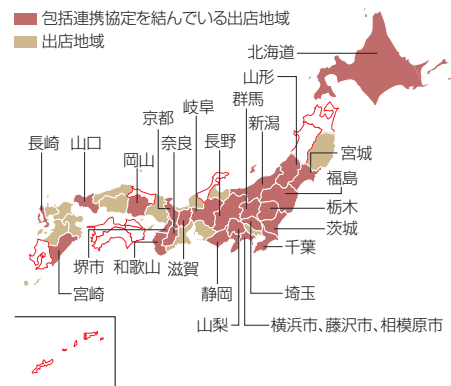 包括連携協定を結んでいる出店地域
出店地域
北海道
山形
京都
岐阜
群馬
長崎
山口
奈良
長野
新潟
岡山
宮城
福島
栃木
茨城
千葉
堺市
和歌山
滋賀
宮崎
静岡
埼玉
山梨
横浜市、藤沢市、相模原市